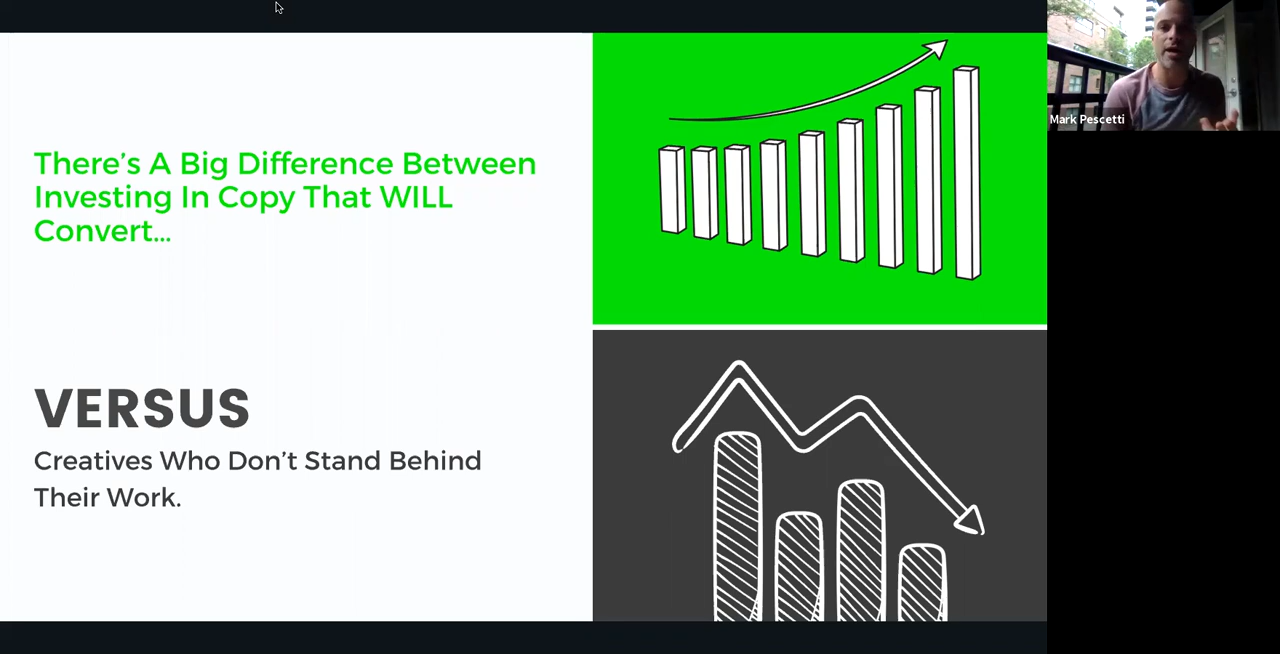 There’s A Big Difference Between
Investing In Copy That WILL
Convert...
VERSUS
Creatives Who Don’t Stand Behind
Their Work.
Mark Pescetti